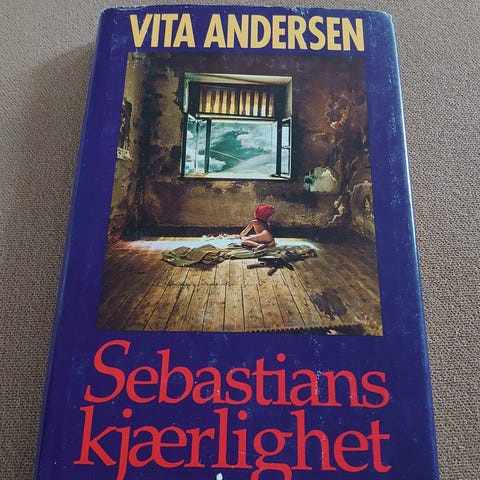 VITA ANDERSEN
Sebastians
kjærlighet